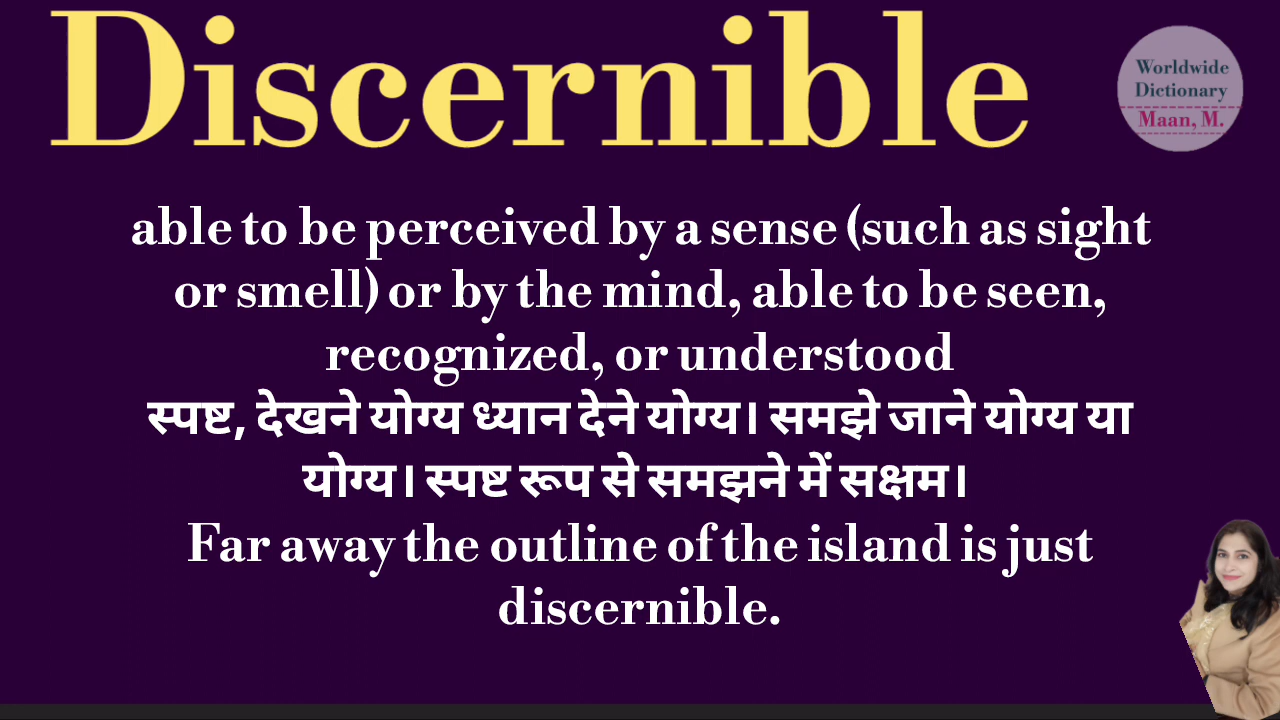 Discernible
Worldwide
Dictionary
Maan, M.
able to be perceived by a sense (such as sight
or smell) or by the mind, able to be seen,
recognized, or understood
स्पष्ट, देखने योग्य ध्यान देने योग्य। समझे जाने योग्य या
योग्य। स्पष्ट रूप से समझने में सक्षम।
Far away the outline of the island is just
discernible.